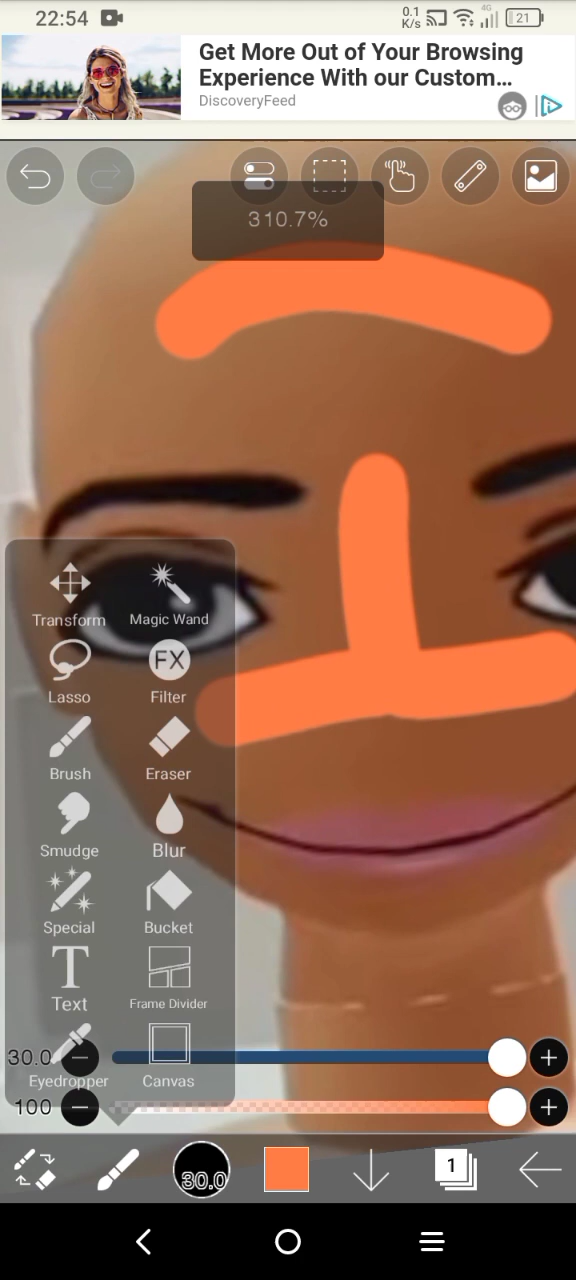 22:54
0.1
K/s
4G
21
Get More Out of Your Browsing
Experience With our Custom...
DiscoveryFeed
310.7%
Transform
Magic Wand
Lasso
FX
Filter
Brush
Eraser
Smudge
Blur
Special
Bucket
T
Text
Frame Divider
Eyedropper
Canvas
30.0
100
30.0
1